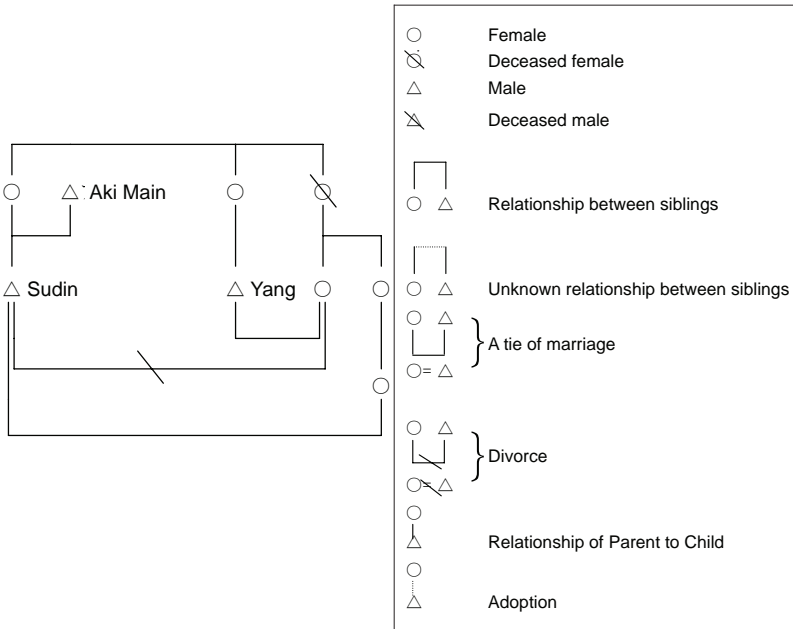 Aki Main
Sudin
Yang
Female
Deceased female
Male
Deceased male
Relationship between siblings
Unknown relationship between siblings
} A tie of marriage
=
} Divorce
=
Relationship of Parent to Child
Adoption